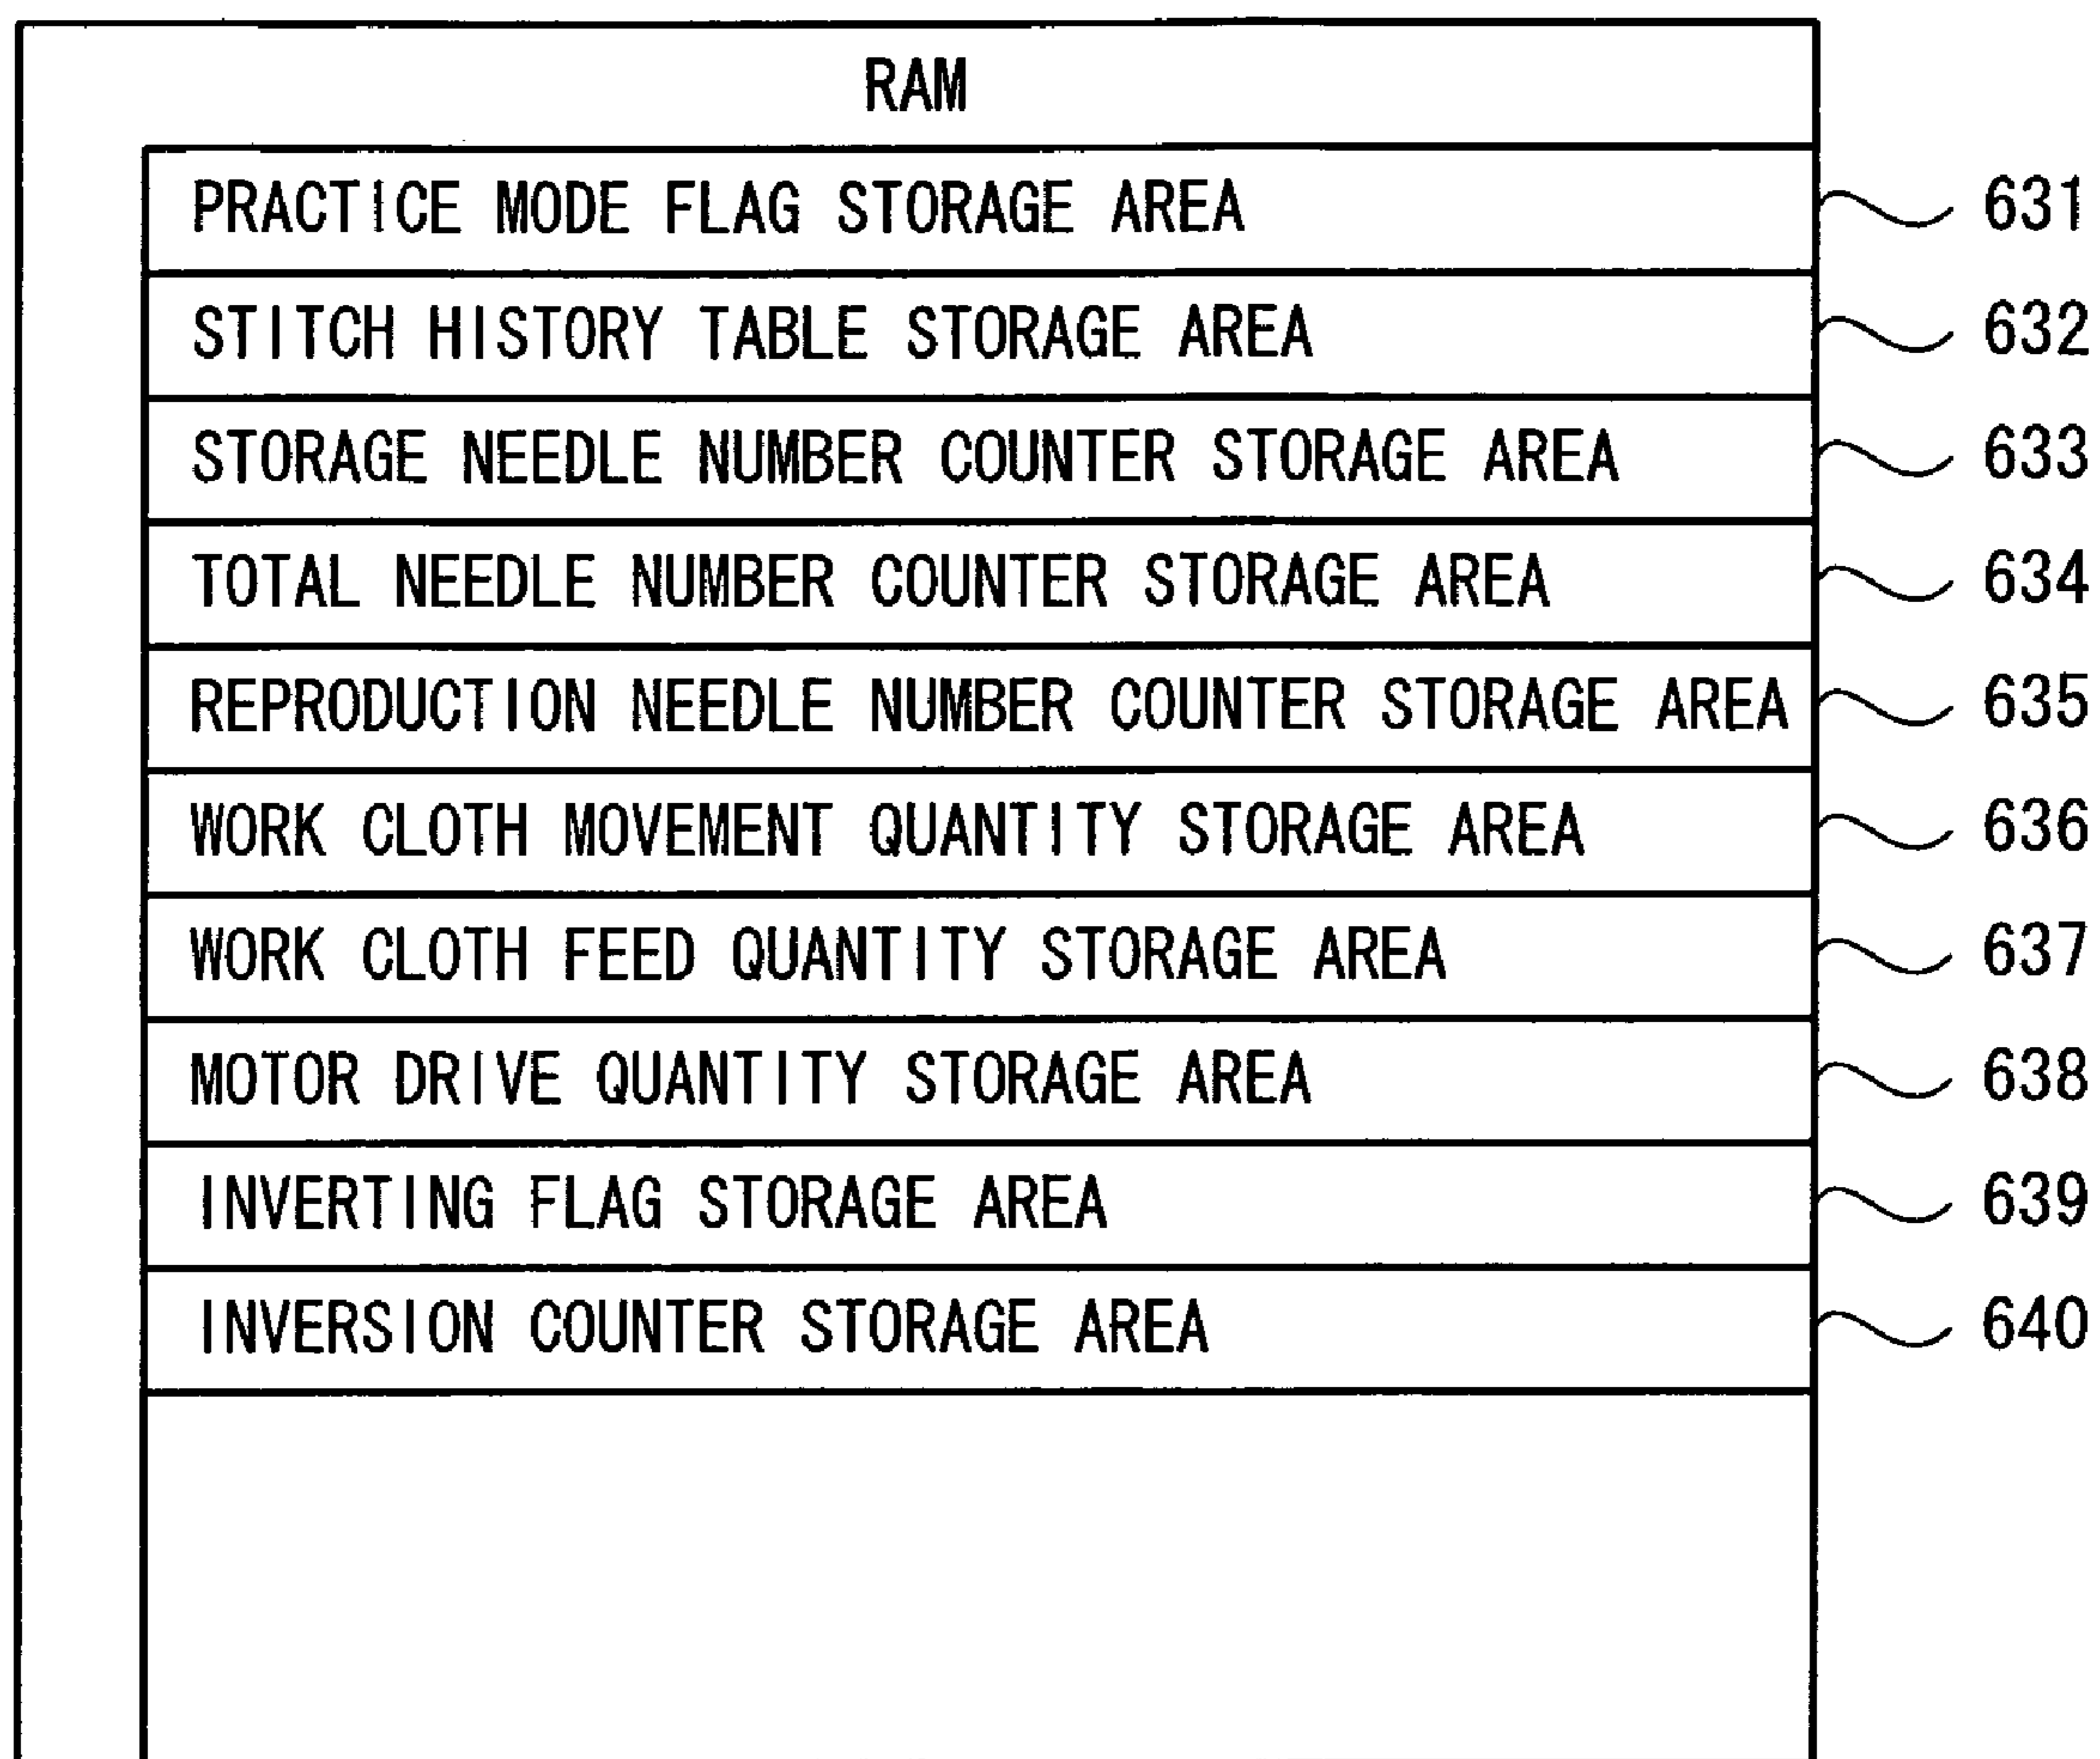 RAM
PRACTICE MODE FLAG STORAGE AREA 631
STITCH HISTORY TABLE STORAGE AREA 632
STORAGE NEEDLE NUMBER COUNTER STORAGE AREA 633
TOTAL NEEDLE NUMBER COUNTER STORAGE AREA 634
REPRODUCTION NEEDLE NUMBER COUNTER STORAGE AREA 635
WORK CLOTH MOVEMENT QUANTITY STORAGE AREA 636
WORK CLOTH FEED QUANTITY STORAGE AREA 637
MOTOR DRIVE QUANTITY STORAGE AREA 638
INVERTING FLAG STORAGE AREA 639
INVERSION COUNTER STORAGE AREA 640